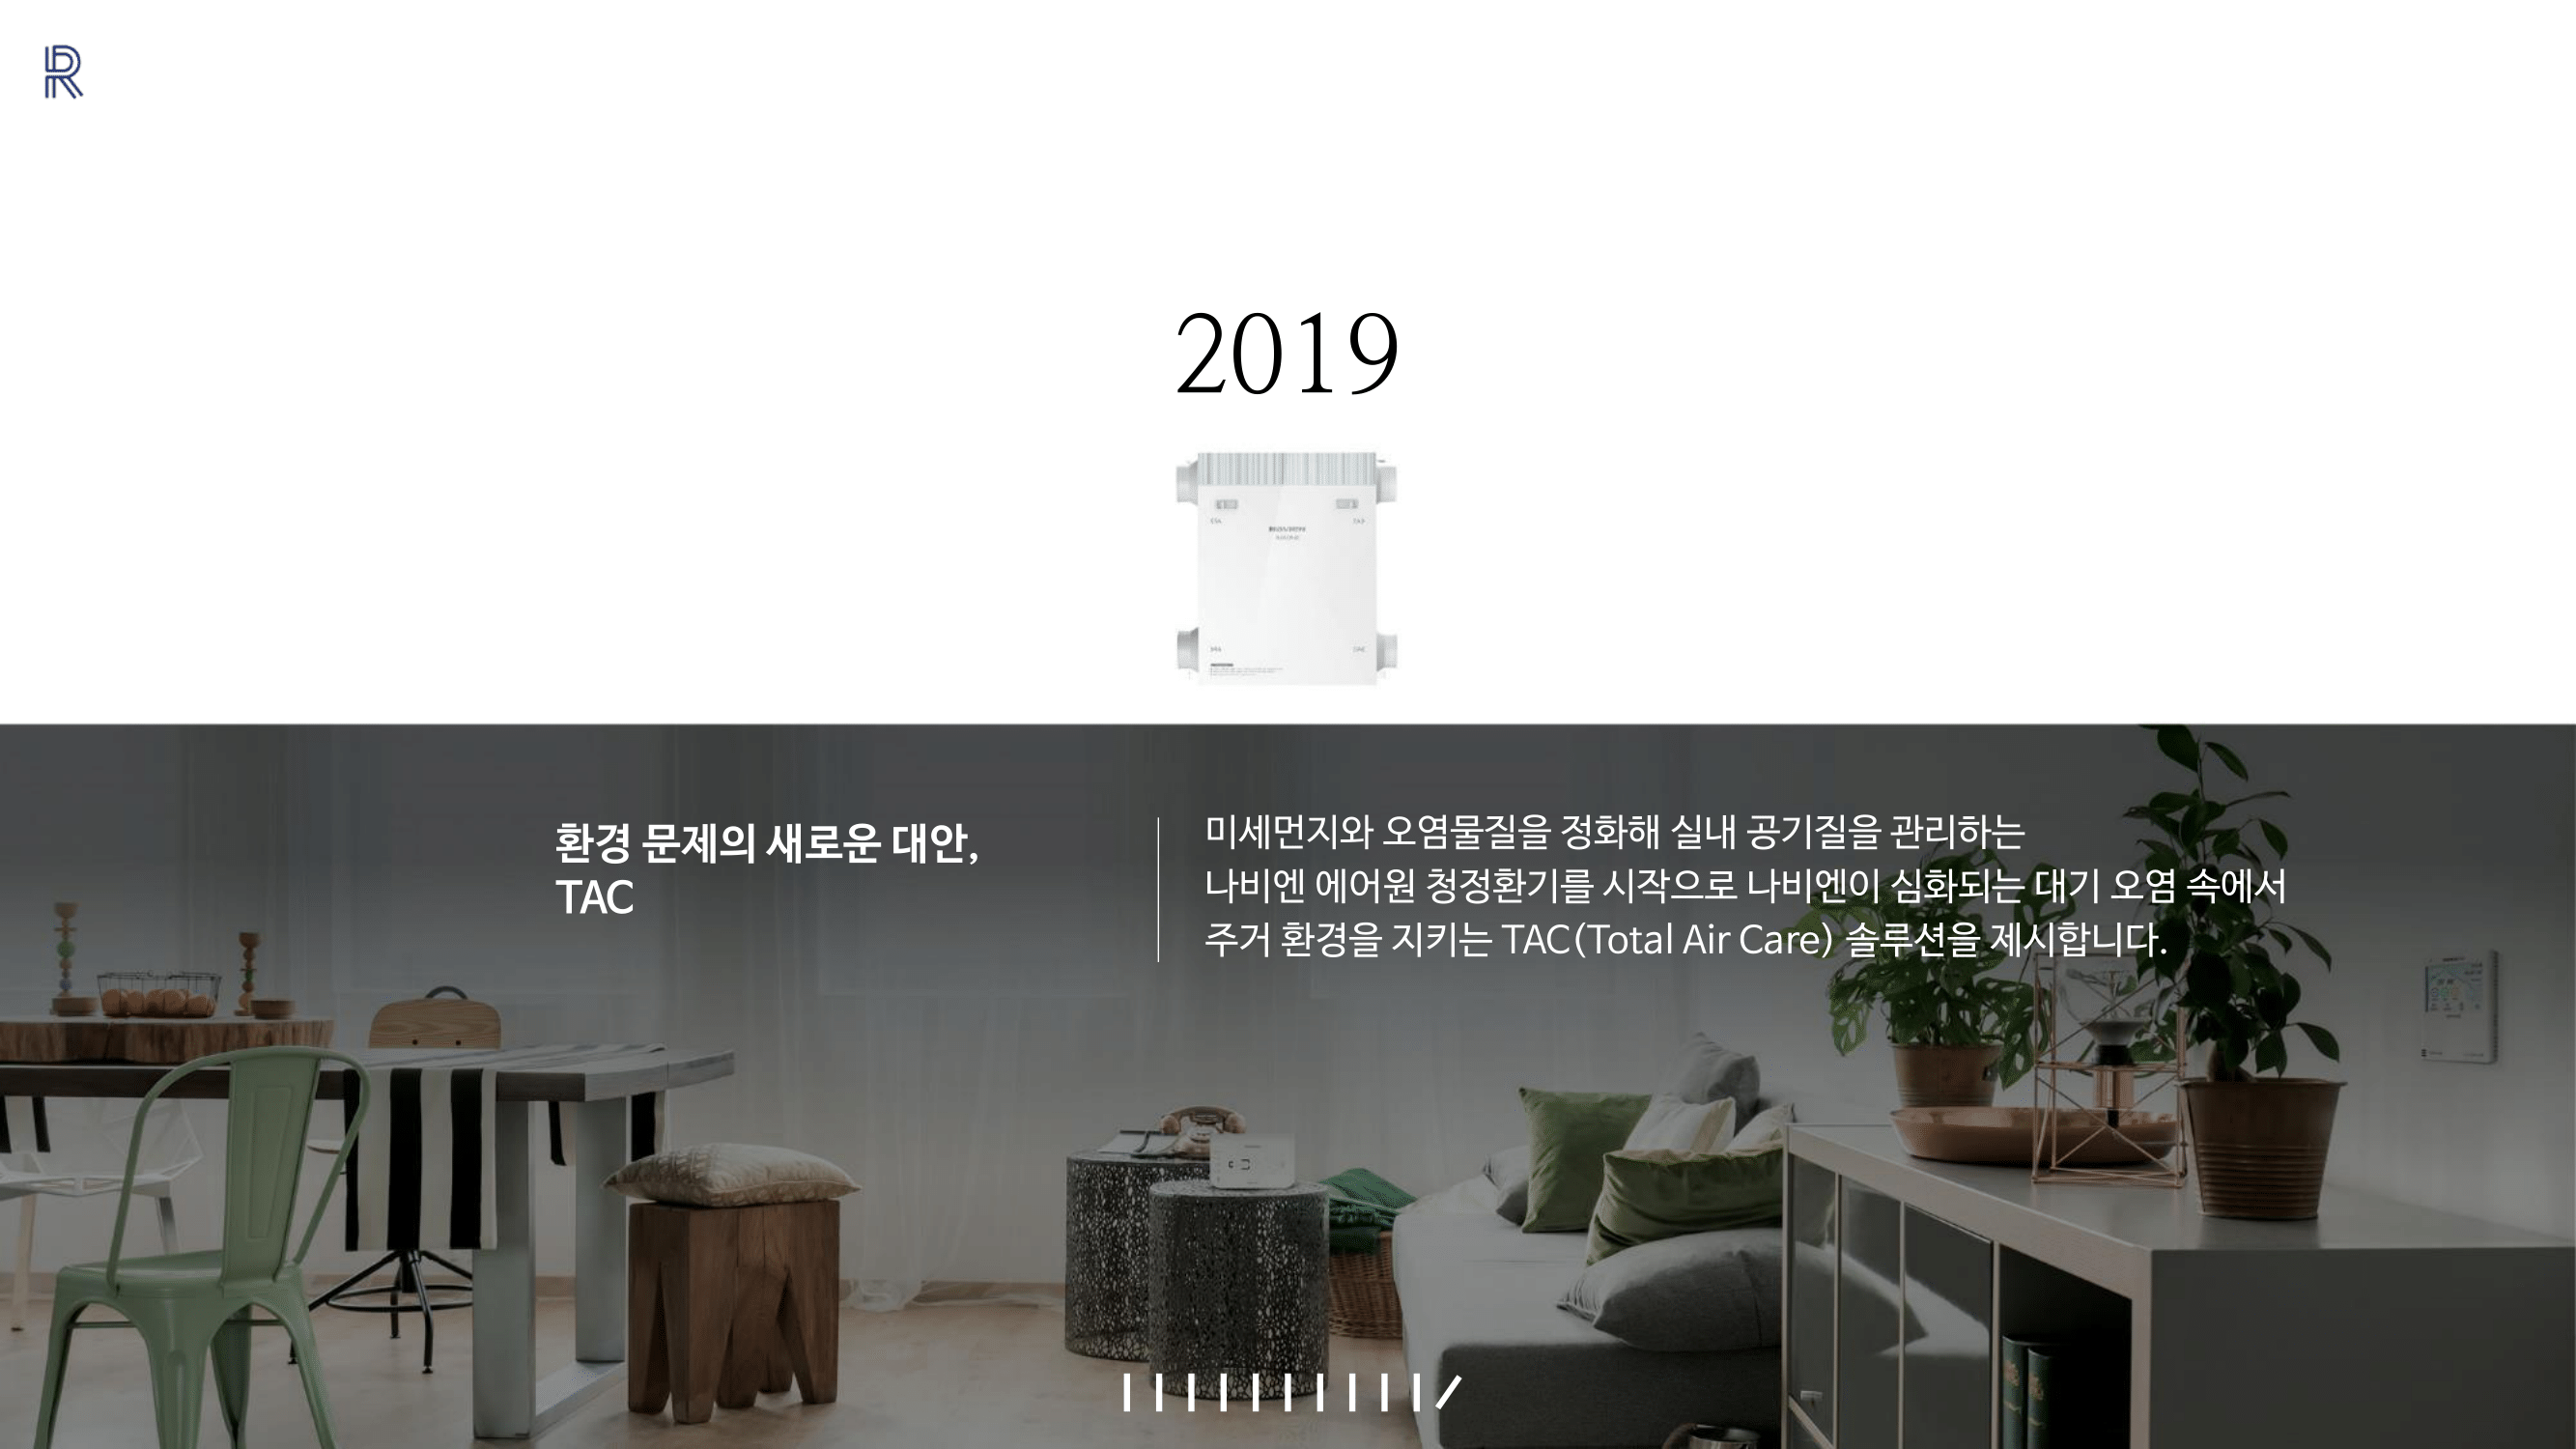 2019
환경 문제의 새로운 대안,
TAC
미세먼지와 오염물질을 정화해 실내 공기질을 관리하는
나비엔 에어원 청정환기를 시작으로 나비엔이 심화되는 대기 오염 속에서
주거 환경을 지키는 TAC(Total Air Care) 솔루션을 제시합니다.